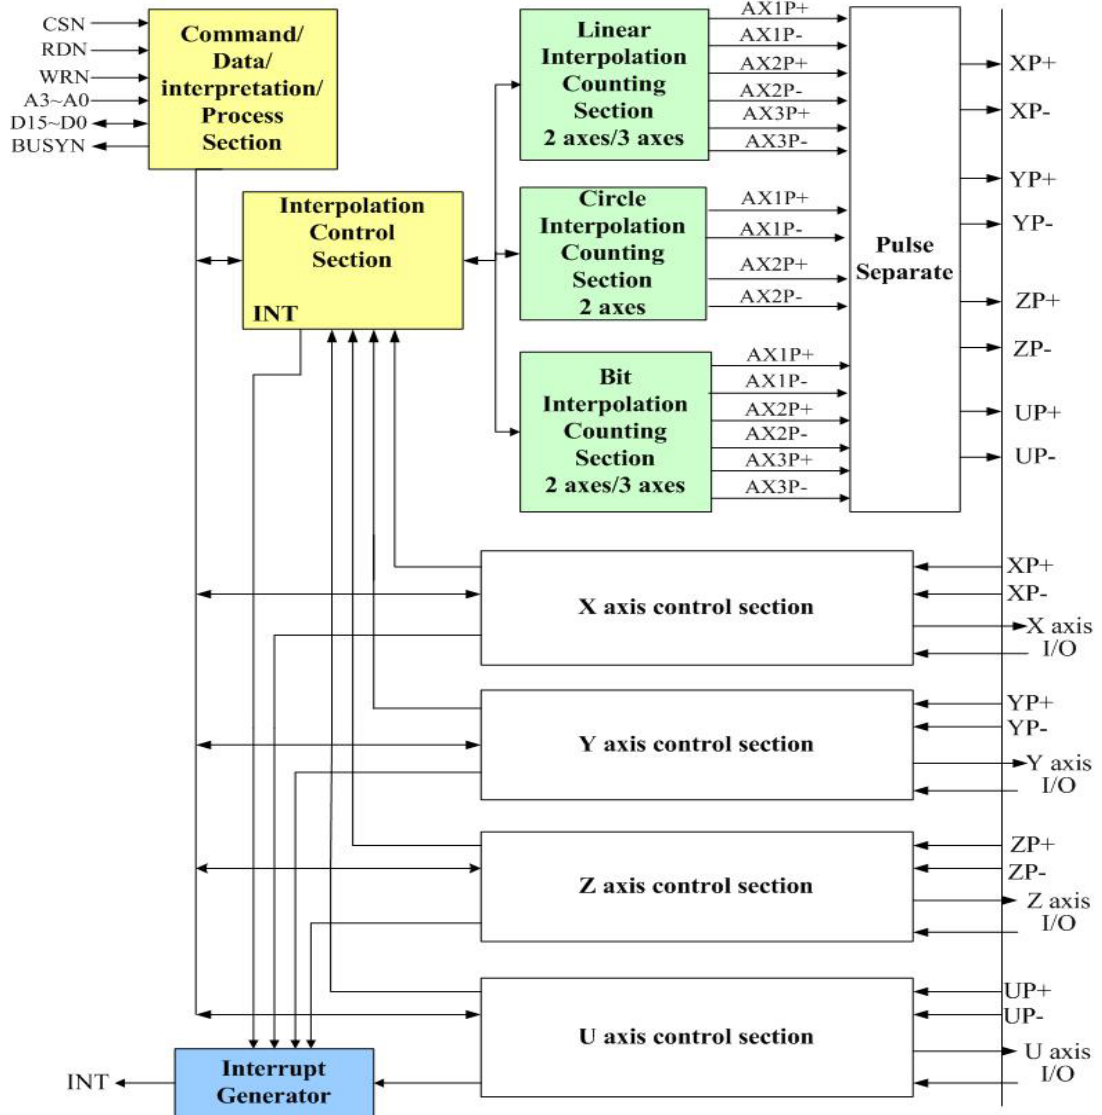 CSN
RDN
WRN
A3~A0
D15~D0
BUSYN
Command/
Data/
interpretation/
Process
Section
Interpolation
Control
Section
INT
Linear
Interpolation
Counting
Section
2 axes/3 axes
AX1P+
AX1P-
AX2P+
AX2P-
AX3P+
AX3P-
Circle
Interpolation
Counting
Section
2 axes
AX1P+
AX1P-
AX2P+
AX2P-
Bit
Interpolation
Counting
Section
2 axes/3 axes
AX1P+
AX1P-
AX2P+
AX2P-
AX3P+
AX3P-
Pulse
Separate
XP+
XP-
YP+
YP-
ZP+
ZP-
UP+
UP-
X axis control section
XP+
XP-
X axis
I/O
Y axis control section
YP+
YP-
Y axis
I/O
Z axis control section
ZP+
ZP-
Z axis
I/O
U axis control section
UP+
UP-
U axis
I/O
Interrupt
Generator
INT